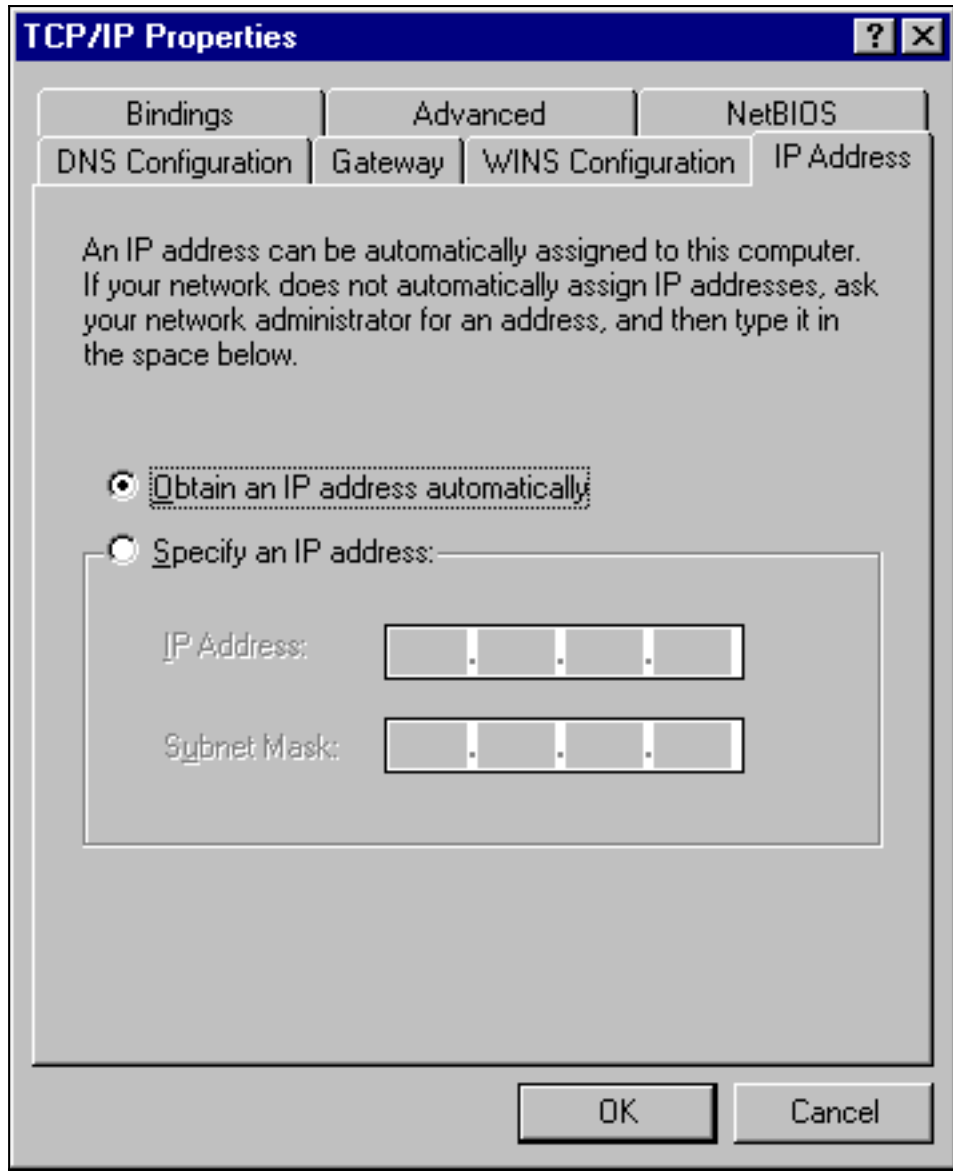 TCP/IP Properties
Bindings Advanced NetBIOS
DNS Configuration Gateway WINS Configuration IP Address
An IP address can be automatically assigned to this computer.
If your network does not automatically assign IP addresses, ask
your network administrator for an address, and then type it in
the space below.
Obtain an IP address automatically
Specify an IP address:
IP Address: . . .
Subnet Mask: . . .
OK Cancel